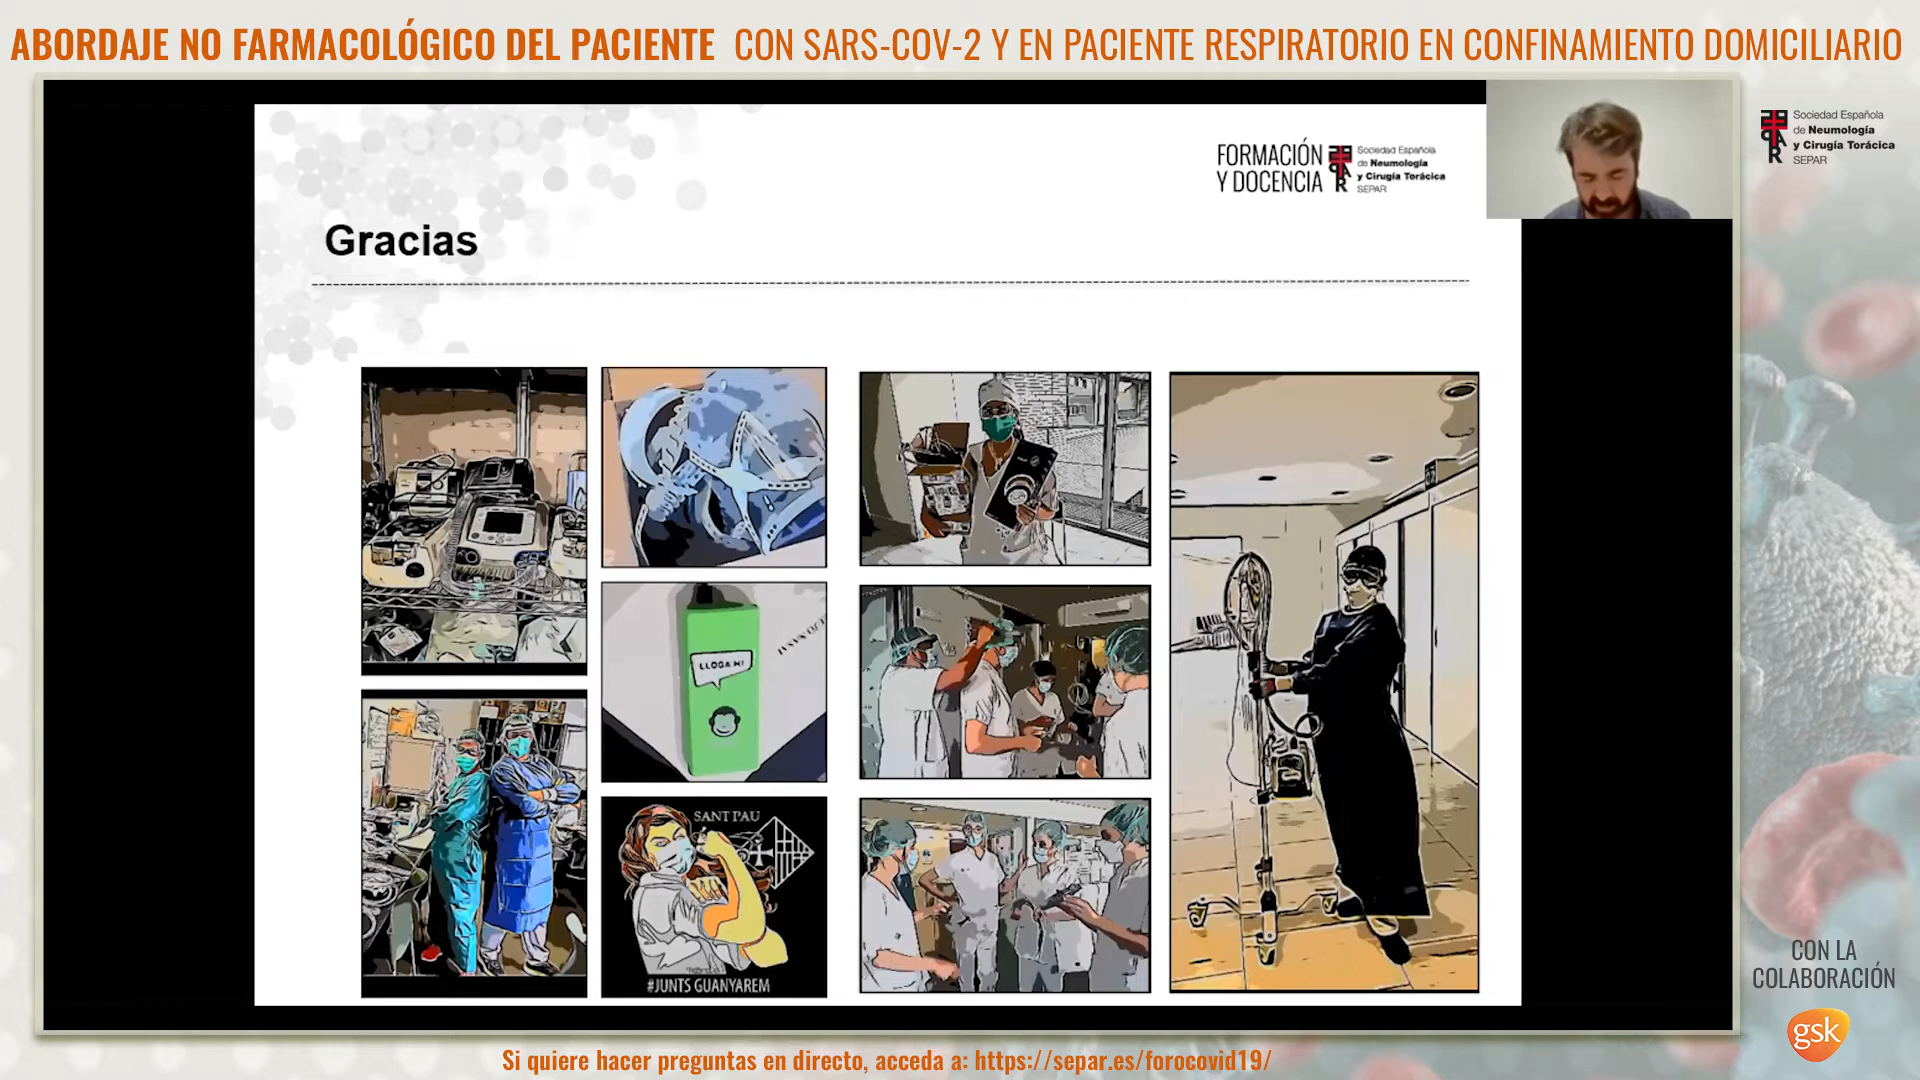 ABORDAJE NO FARMACOLÓGICO DEL PACIENTE CON SARS-COV-2 Y EN PACIENTE RESPIRATORIO EN CONFINAMIENTO DOMICILIARIO
Sociedad Española
de Neumología
y Cirugía Torácica
SEPAR
FORMACIÓN
Y DOCENCIA
Sociedad Española
de Neumología
y Cirugía Torácica
SEPAR
Gracias
LLOGA'M!
SANT PAU
#JUNTS GUANYAREM
CON LA
COLABORACIÓN
gsk
Si quiere hacer preguntas en directo, acceda a: https://separ.es/forocovid19/